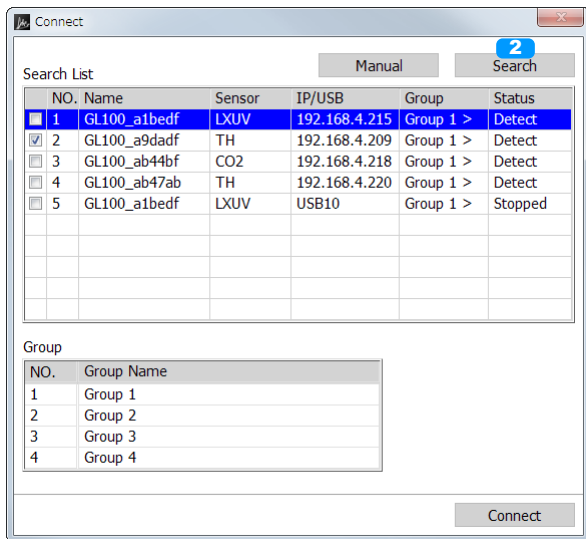 Connect
2
Manual Search
Search List
NO. Name Sensor IP/USB Group Status
1 GL100_a1bedf LXUV 192.168.4.215 Group 1 > Detect
2 GL100_a9dadf TH 192.168.4.209 Group 1 > Detect
3 GL100_ab44bf CO2 192.168.4.218 Group 1 > Detect
4 GL100_ab47ab TH 192.168.4.220 Group 1 > Detect
5 GL100_a1bedf LXUV USB10 Group 1 > Stopped
Group
NO. Group Name
1 Group 1
2 Group 2
3 Group 3
4 Group 4
Connect